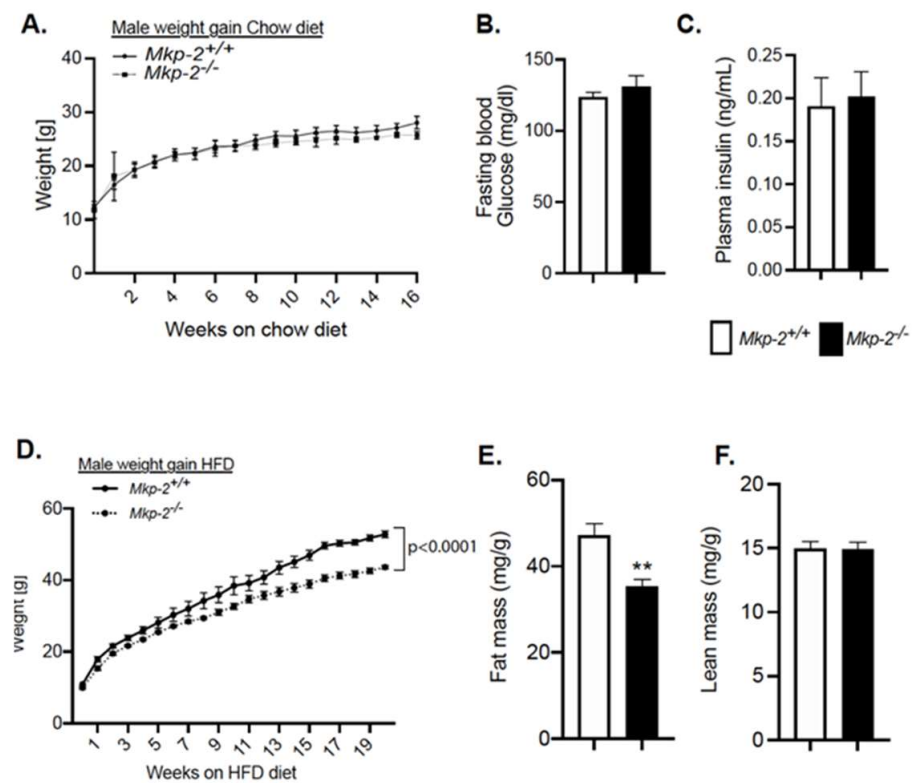 A.
Male weight gain Chow diet
Mkp-2+/+
Mkp-2-/-
Weight [g]
40
30
20
10
0
2 4 6 8 10 12 14 16
Weeks on chow diet
B.
Fasting blood
Glucose (mg/dl)
150
100
50
0
C.
Plasma insulin (ng/mL)
0.25
0.20
0.15
0.10
0.05
0.00
Mkp-2+/+ Mkp-2-/-
D.
Male weight gain HFD
Mkp-2+/+
Mkp-2-/-
Weight [g]
60
40
20
0
p<0.0001
1 3 5 7 9 11 13 15 17 19
Weeks on HFD diet
E.
Fat mass (mg/g)
60
40
20
0
**
F.
Lean mass (mg/g)
20
15
10
5
0